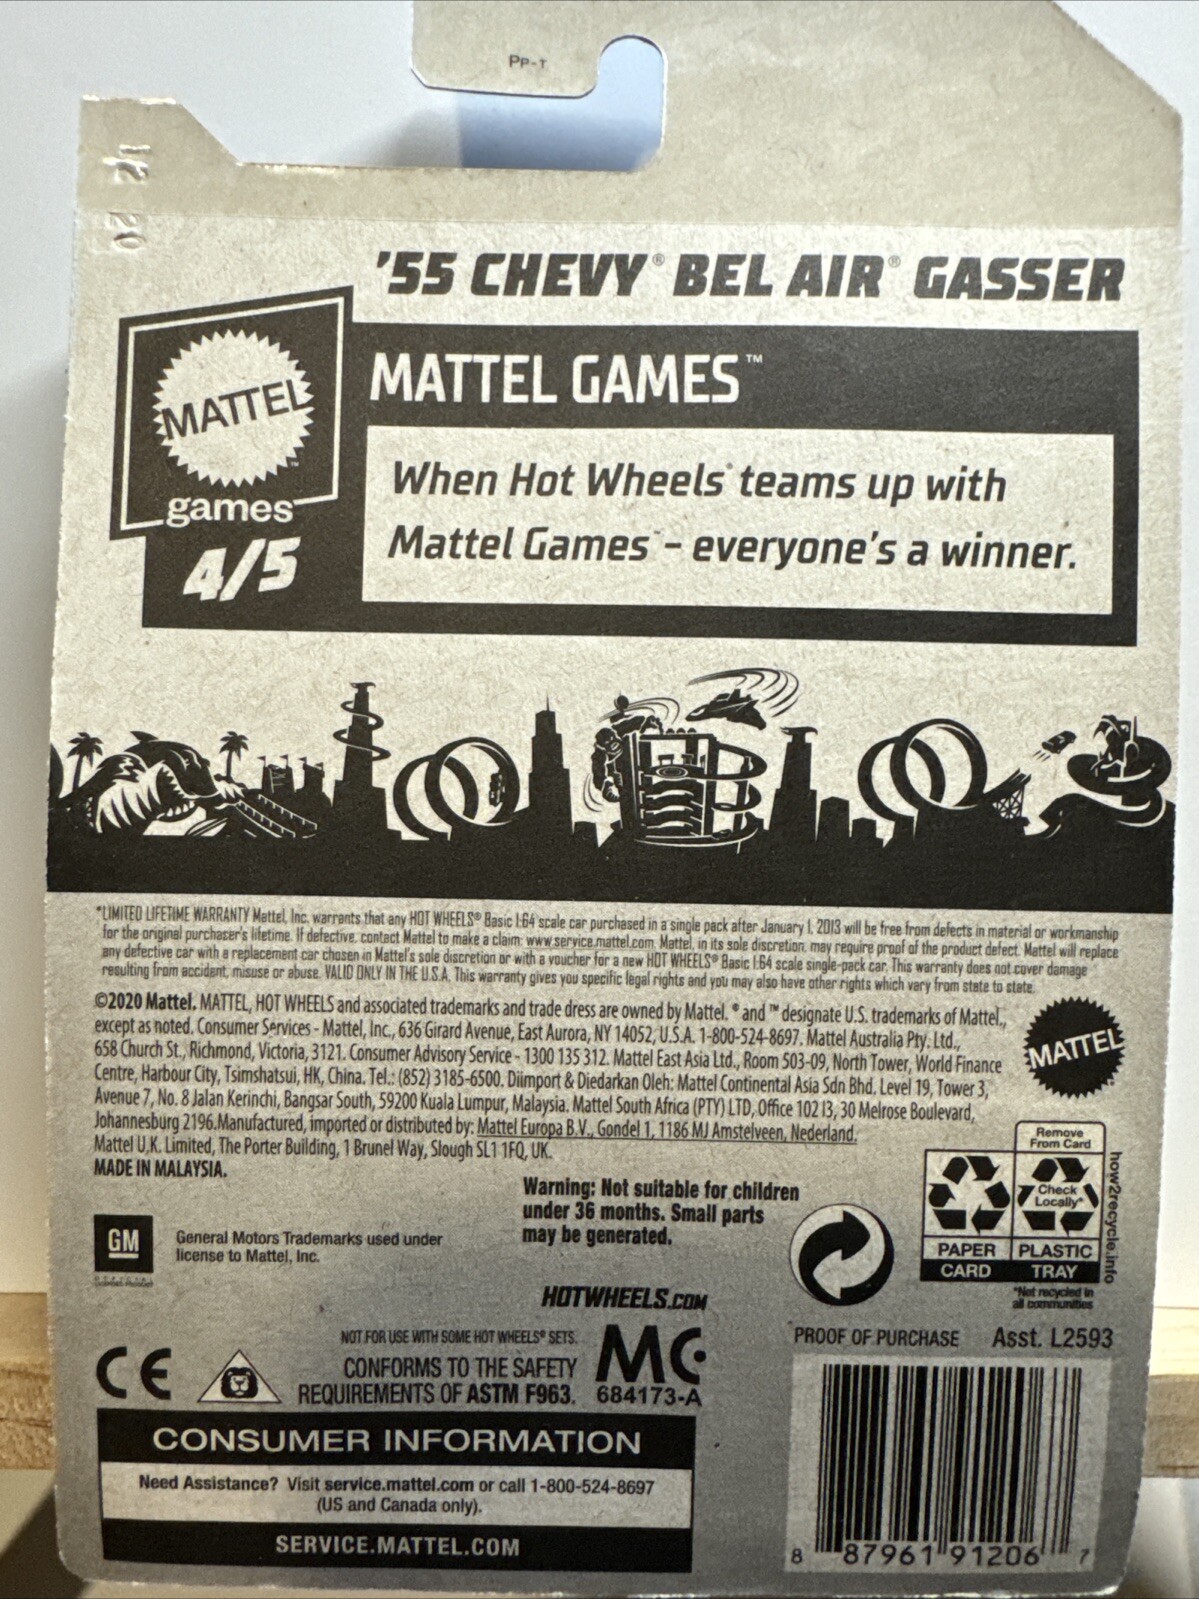 PP-T
12 20
'55 CHEVY® BEL AIR® GASSER
MATTEL
games™
4/5
MATTEL GAMES™
When Hot Wheels® teams up with
Mattel Games™ – everyone's a winner.
*LIMITED LIFETIME WARRANTY Mattel, Inc. warrants that any HOT WHEELS® Basic 1:64 scale car purchased in a single pack after January 1, 2013 will be free from defects in material or workmanship
for the original purchaser's lifetime. If defective, contact Mattel to make a claim: www.service.mattel.com. Mattel, in its sole discretion, may require proof of the product defect. Mattel will replace
any defective car with a replacement car chosen in Mattel's sole discretion or with a voucher for a new HOT WHEELS® Basic 1:64 scale single-pack car. This warranty does not cover damage
resulting from accident, misuse or abuse. VALID ONLY IN THE U.S.A. This warranty gives you specific legal rights and you may also have other rights which vary from state to state.
©2020 Mattel. MATTEL, HOT WHEELS and associated trademarks and trade dress are owned by Mattel. ® and ™ designate U.S. trademarks of Mattel,
except as noted. Consumer Services - Mattel, Inc., 636 Girard Avenue, East Aurora, NY 14052, U.S.A. 1-800-524-8697. Mattel Australia Pty. Ltd.,
658 Church St., Richmond, Victoria, 3121. Consumer Advisory Service - 1300 135 312. Mattel East Asia Ltd., Room 503-09, North Tower, World Finance
Centre, Harbour City, Tsimshatsui, HK, China. Tel.: (852) 3185-6500. Diimport & Diedarkan Oleh: Mattel Continental Asia Sdn Bhd. Level 19, Tower 3,
Avenue 7, No. 8 Jalan Kerinchi, Bangsar South, 59200 Kuala Lumpur, Malaysia. Mattel South Africa (PTY) LTD, Office 102 I3, 30 Melrose Boulevard,
Johannesburg 2196.Manufactured, imported or distributed by: Mattel Europa B.V., Gondel 1, 1186 MJ Amstelveen, Nederland.
Mattel U.K. Limited, The Porter Building, 1 Brunel Way, Slough SL1 1FQ, UK.
MADE IN MALAYSIA.
MATTEL
Warning: Not suitable for children
under 36 months. Small parts
may be generated.
GM
OFFICIAL
LICENSED PRODUCT
General Motors Trademarks used under
license to Mattel, Inc.
Remove
From Card
Check
Locally*
PAPER
CARD
PLASTIC
TRAY
how2recycle.info
*Not recycled in
all communities
HOTWHEELS.COM
NOT FOR USE WITH SOME HOT WHEELS® SETS.
CONFORMS TO THE SAFETY
REQUIREMENTS OF ASTM F963.
MC
684173-A
CE
PROOF OF PURCHASE Asst. L2593
CONSUMER INFORMATION
Need Assistance? Visit service.mattel.com or call 1-800-524-8697
(US and Canada only).
SERVICE.MATTEL.COM
8 87961 91206 7